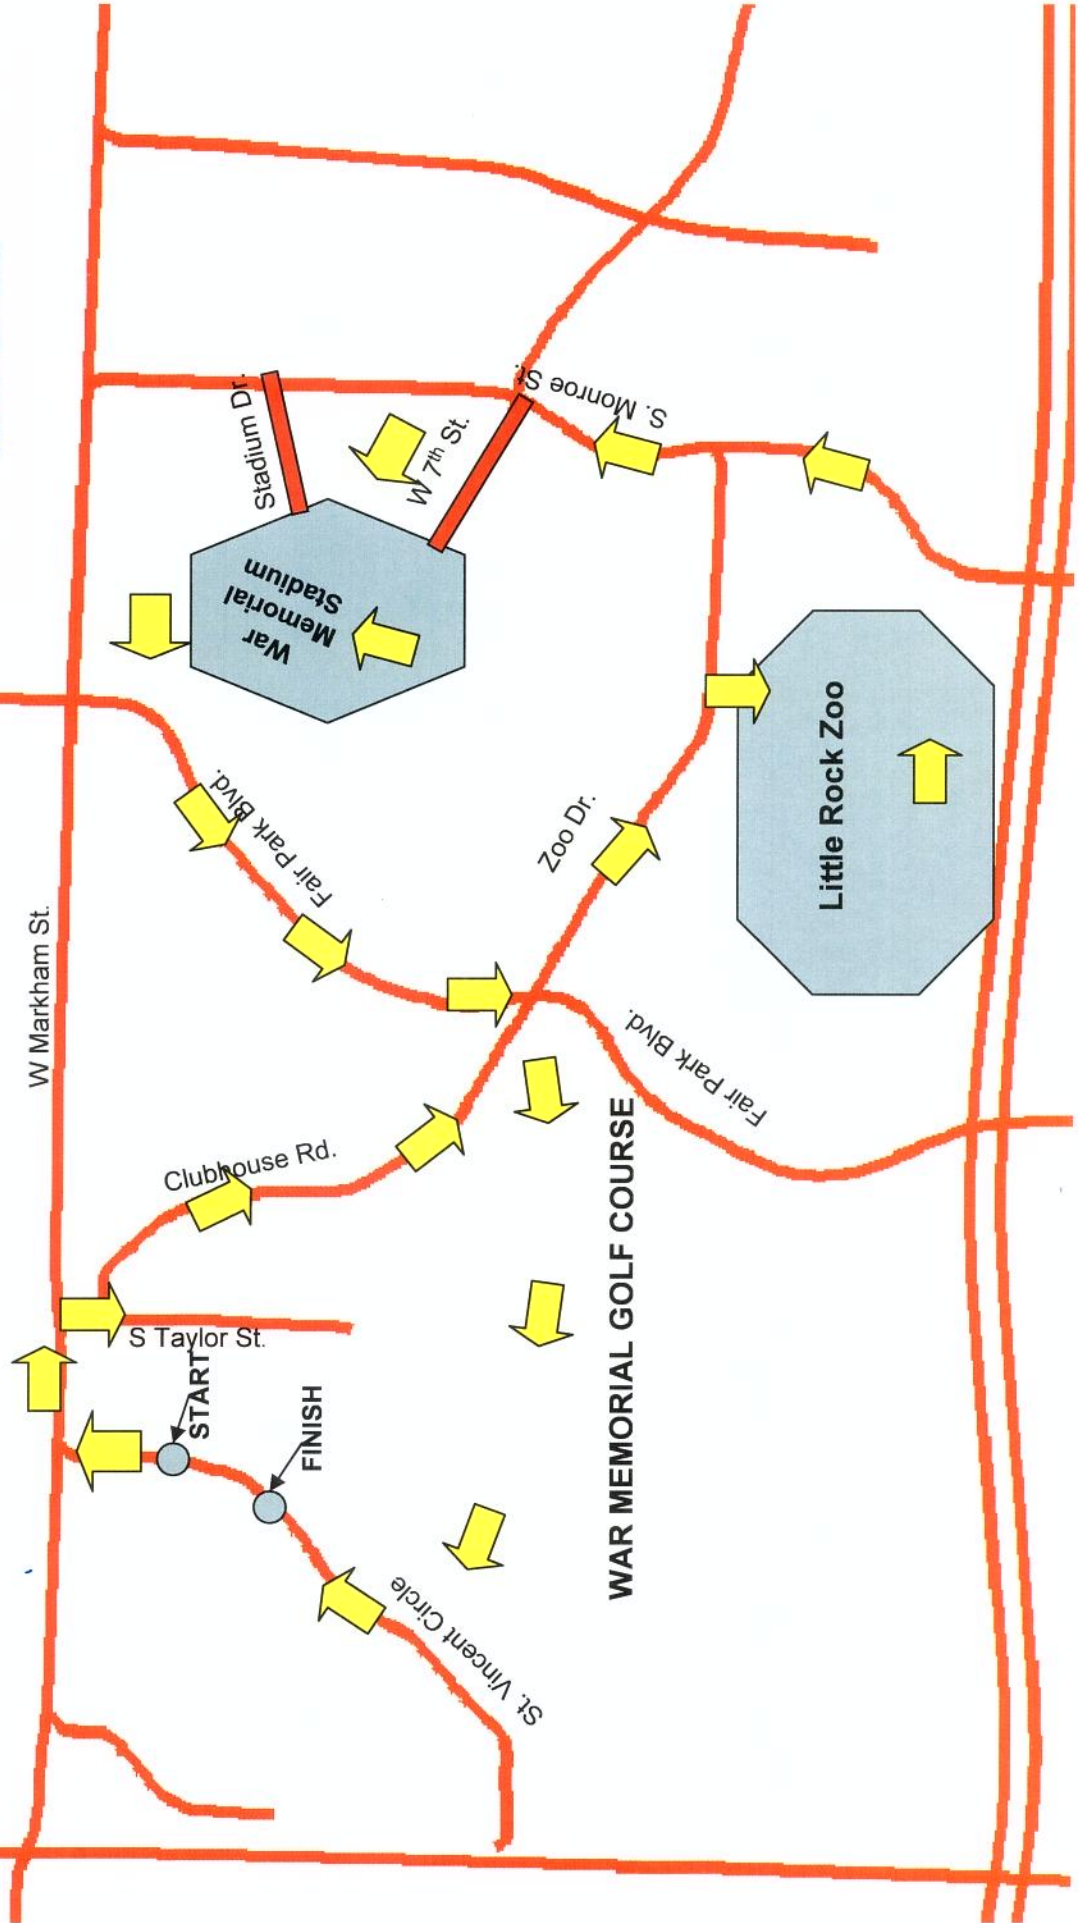 W Markham St.
Stadium Dr.
W 7th St.
S. Monroe St.
War
Memorial
Stadium
Fair Park Blvd.
Zoo Dr.
Little Rock Zoo
Clubhouse Rd.
Fair Park Blvd.
S Taylor St.
START
FINISH
WAR MEMORIAL GOLF COURSE
St. Vincent Circle